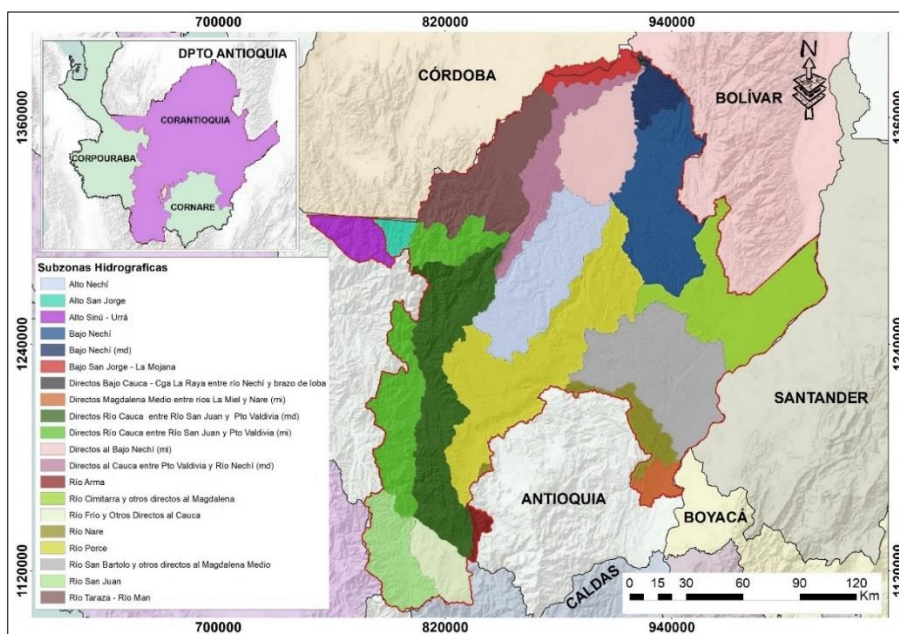 700000
820000
940000
DPTO ANTIOQUIA
CORANTIOQUIA
CORPOURABA
CORNARE
CÓRDOBA
N
BOLÍVAR
1360000
1360000
Subzonas Hidrograficas
Alto Nechí
Alto San Jorge
Alto Sinú - Urrá
Bajo Nechí
Bajo Nechí (md)
Bajo San Jorge - La Mojana
Directos Bajo Cauca - Cga La Raya entre río Nechí y brazo de loba
Directos Magdalena Medio entre ríos La Miel y Nare (mi)
Directos Río Cauca entre Río San Juan y Pto Valdivia (md)
Directos Río Cauca entre Río San Juan y Pto Valdivia (mi)
Directos al Bajo Nechí (mi)
Directos al Cauca entre Pto Valdivia y Río Nechí (md)
Río Arma
Río Cimitarra y otros directos al Magdalena
Río Frío y Otros Directos al Cauca
Río Nare
Río Porce
Río San Bartolo y otros directos al Magdalena Medio
Río San Juan
Río Taraza - Río Man
1240000
1240000
SANTANDER
ANTIOQUIA
BOYACÁ
CALDAS
1120000
1120000
0 15 30 60 90 120
Km
700000
820000
940000